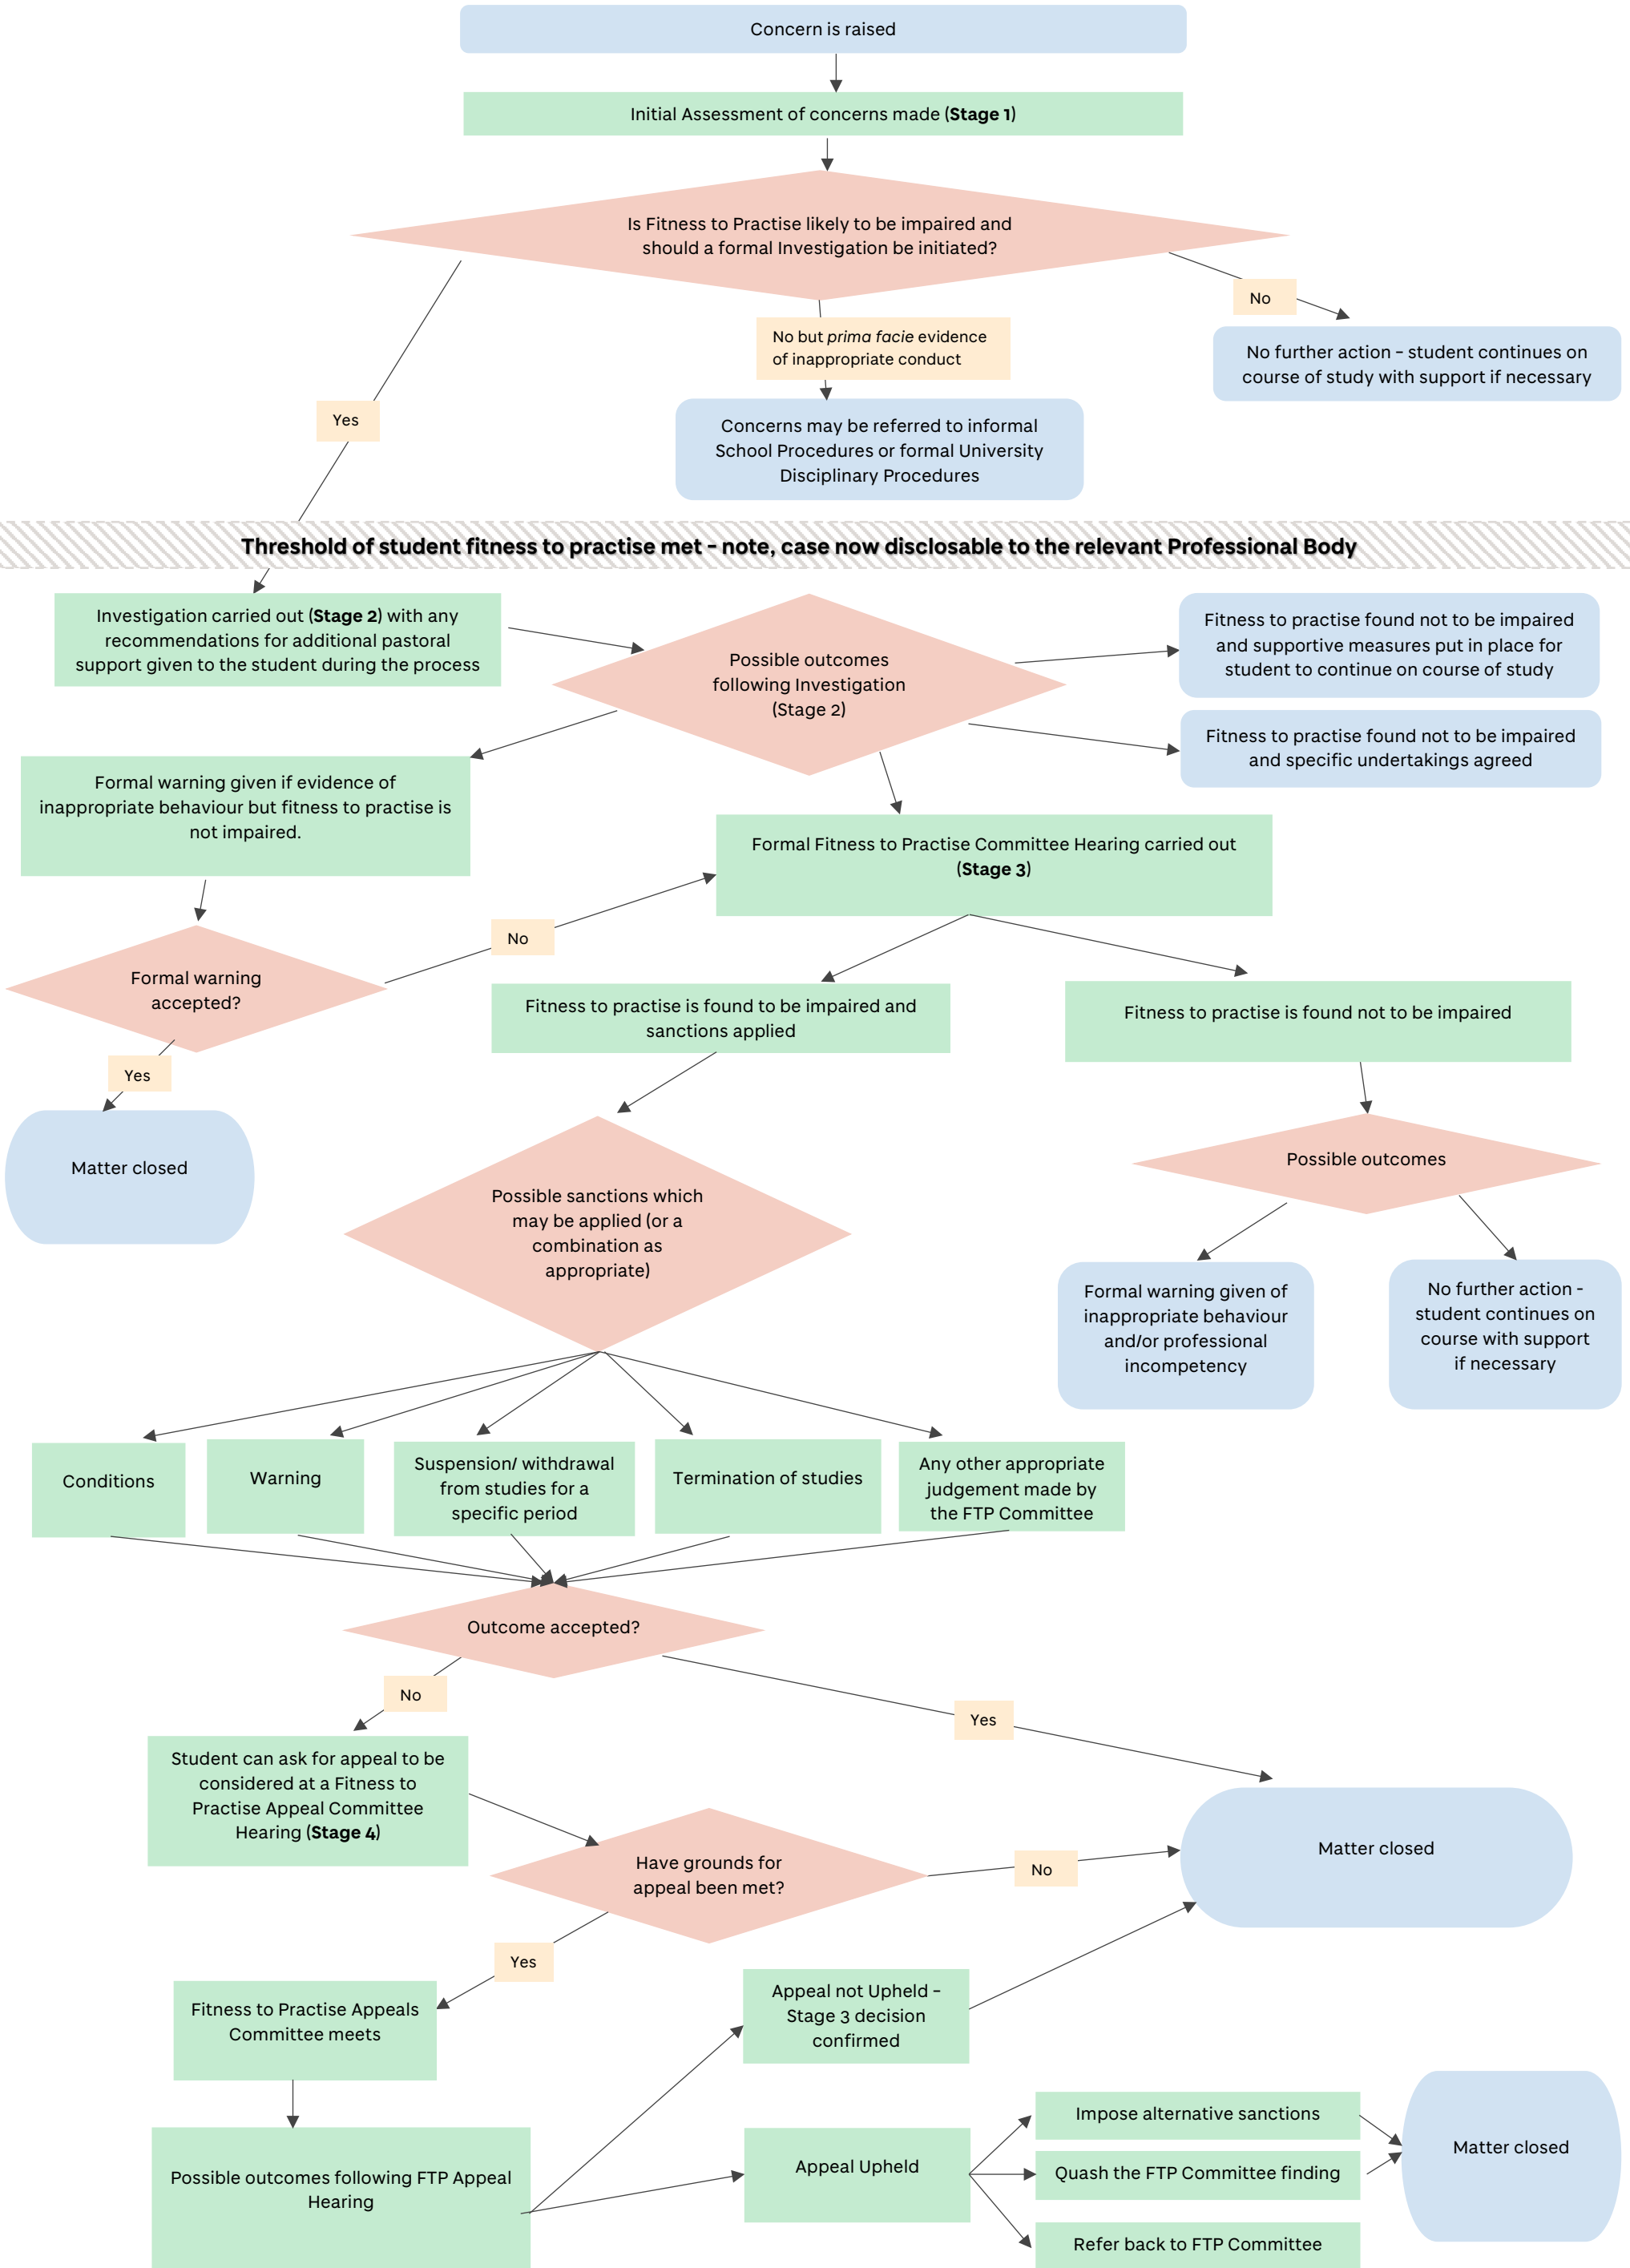 Concern is raised
Initial Assessment of concerns made (Stage 1)
Is Fitness to Practise likely to be impaired and
should a formal Investigation be initiated?
No
No but prima facie evidence
of inappropriate conduct
No further action - student continues on
course of study with support if necessary
Yes
Concerns may be referred to informal
School Procedures or formal University
Disciplinary Procedures
Threshold of student fitness to practise met - note, case now disclosable to the relevant Professional Body
Investigation carried out (Stage 2) with any
recommendations for additional pastoral
support given to the student during the process
Possible outcomes
following Investigation
(Stage 2)
Fitness to practise found not to be impaired
and supportive measures put in place for
student to continue on course of study
Fitness to practise found not to be impaired
and specific undertakings agreed
Formal warning given if evidence of
inappropriate behaviour but fitness to practise is
not impaired.
Formal Fitness to Practise Committee Hearing carried out
(Stage 3)
No
Formal warning
accepted?
Fitness to practise is found to be impaired and
sanctions applied
Fitness to practise is found not to be impaired
Yes
Matter closed
Possible outcomes
Possible sanctions which
may be applied (or a
combination as
appropriate)
Formal warning given of
inappropriate behaviour
and/or professional
incompetency
No further action -
student continues on
course with support
if necessary
Conditions
Warning
Suspension/ withdrawal
from studies for a
specific period
Termination of studies
Any other appropriate
judgement made by
the FTP Committee
Outcome accepted?
No
Yes
Student can ask for appeal to be
considered at a Fitness to
Practise Appeal Committee
Hearing (Stage 4)
Have grounds for
appeal been met?
No
Matter closed
Yes
Fitness to Practise Appeals
Committee meets
Appeal not Upheld -
Stage 3 decision
confirmed
Possible outcomes following FTP Appeal
Hearing
Appeal Upheld
Impose alternative sanctions
Quash the FTP Committee finding
Refer back to FTP Committee
Matter closed